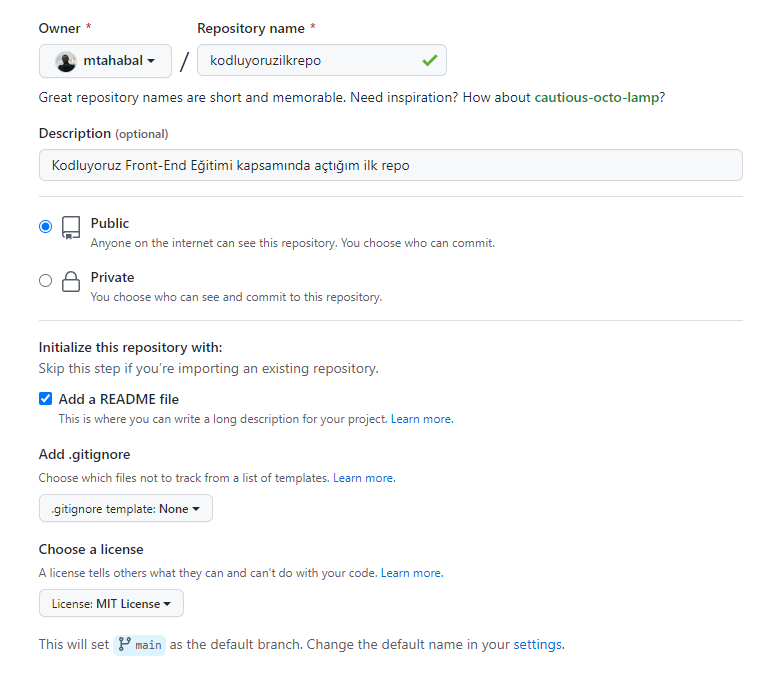 Owner * Repository name *
mtahabal / kodluyoruzilkrepo
Great repository names are short and memorable. Need inspiration? How about cautious-octo-lamp?
Description (optional)
Kodluyoruz Front-End Eğitimi kapsamında açtığım ilk repo
Public
Anyone on the internet can see this repository. You choose who can commit.
Private
You choose who can see and commit to this repository.
Initialize this repository with:
Skip this step if you're importing an existing repository.
Add a README file
This is where you can write a long description for your project. Learn more.
Add .gitignore
Choose which files not to track from a list of templates. Learn more.
.gitignore template: None
Choose a license
A license tells others what they can and can't do with your code. Learn more.
License: MIT License
This will set main as the default branch. Change the default name in your settings.